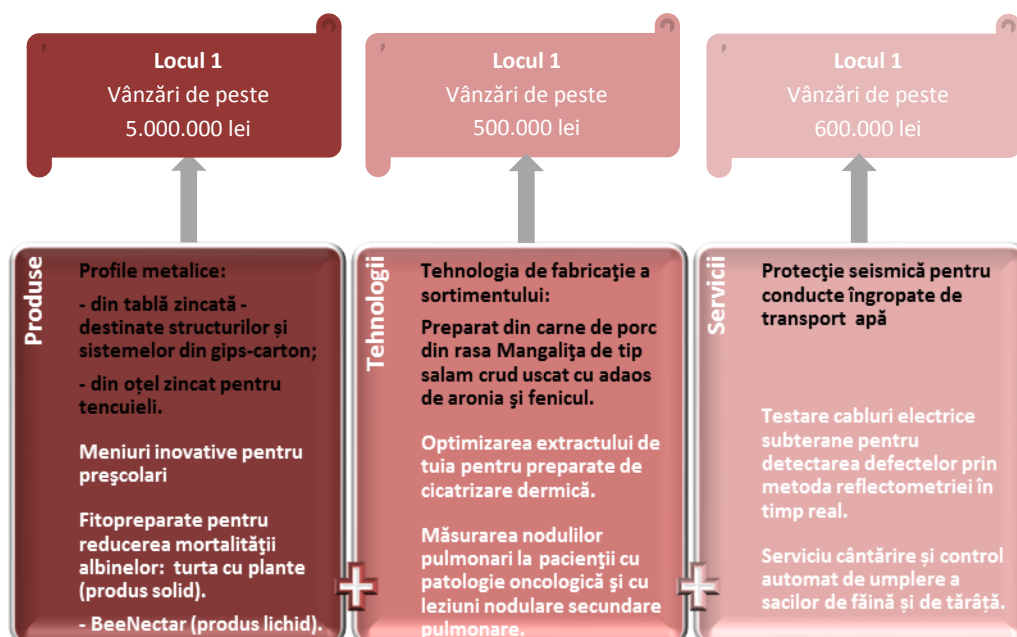 Locul 1
Vânzări de peste
5.000.000 lei
Locul 1
Vânzări de peste
500.000 lei
Locul 1
Vânzări de peste
600.000 lei
Produse
Profile metalice:
- din tablă zincată -
destinate structurilor și
sistemelor din gips-carton;
- din oțel zincat pentru
tencuieli.
Meniuri inovative pentru
preşcolari
Fitopreparate pentru
reducerea mortalității
albinelor: turta cu plante
(produs solid).
- BeeNectar (produs lichid).
Tehnologii
Tehnologia de fabricație a
sortimentului:
Preparat din carne de porc
din rasa Mangalița de tip
salam crud uscat cu adaos
de aronia şi fenicul.
Optimizarea extractului de
tuia pentru preparate de
cicatrizare dermică.
Măsurarea nodulilor
pulmonari la pacienții cu
patologie oncologică şi cu
leziuni nodulare secundare
pulmonare.
Servicii
Protecție seismică pentru
conducte îngropate de
transport apă
Testare cabluri electrice
subterane pentru
detectarea defectelor prin
metoda reflectometriei în
timp real.
Serviciu cântărire și control
automat de umplere a
sacilor de făină și de tărâță.